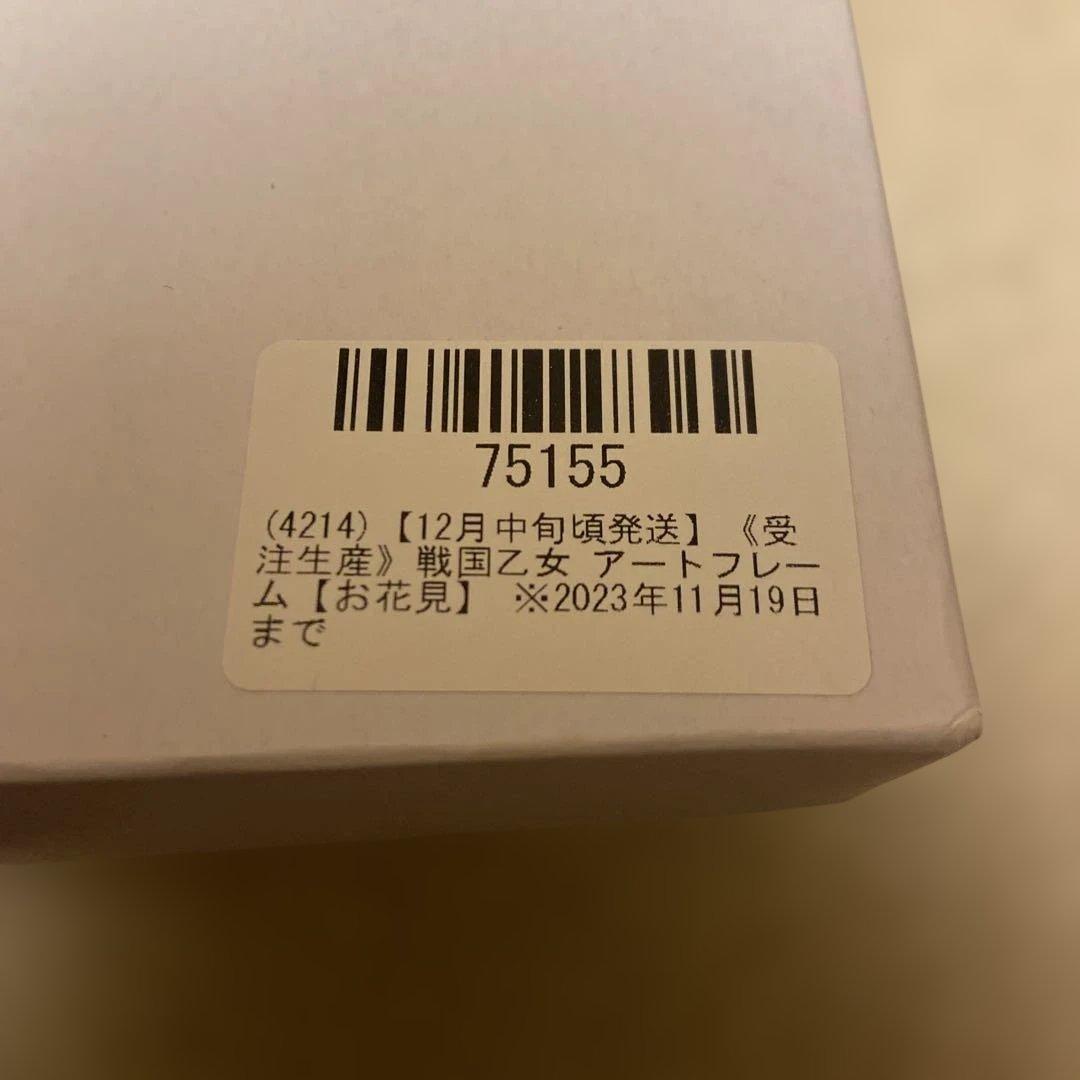 75155
(4214)【12月中旬頃発送】 《受
注生産》戦国乙女 アートフレー
ム【お花見】 ※2023年11月19日
まで